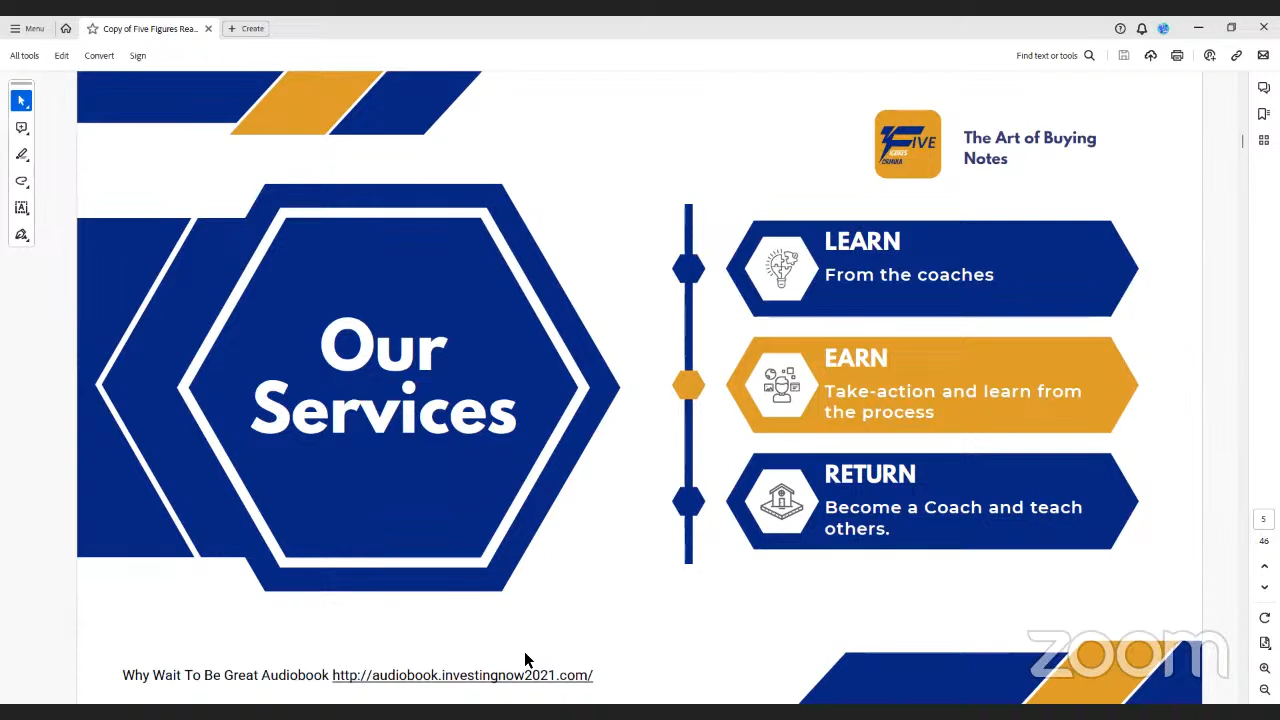 Menu
Copy of Five Figures Rea...
Create
All tools
Edit
Convert
Sign
Find text or tools
FIVE
The Art of Buying
Notes
LEARN
From the coaches
EARN
Take-action and learn from
the process
RETURN
Become a Coach and teach
others.
Our
Services
5
46
zoom
Why Wait To Be Great Audiobook http://audiobook.investingnow2021.com/